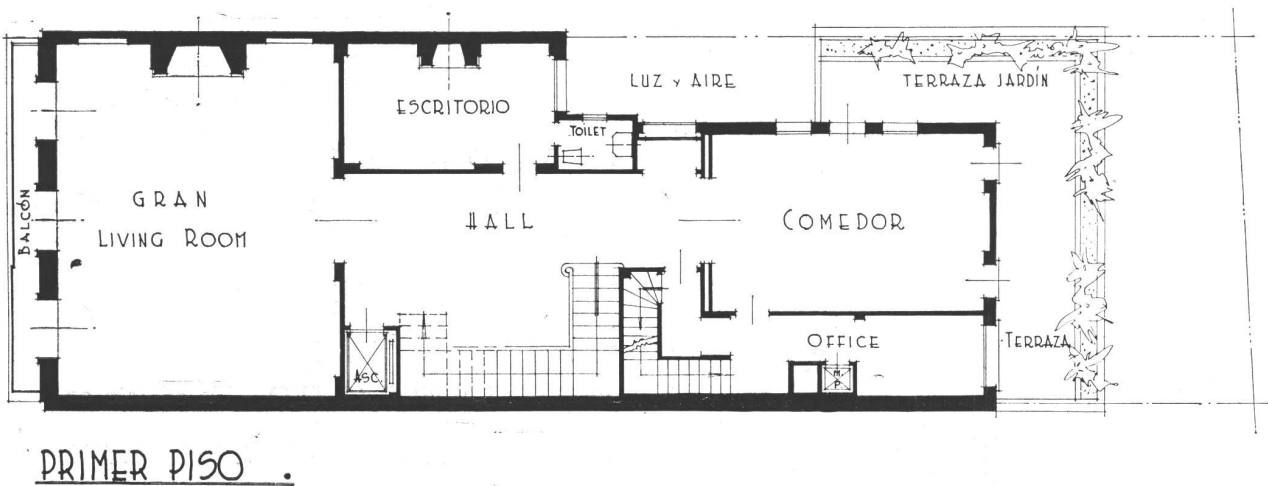 LUZ Y AIRE
TERRAZA JARDÍN
ESCRITORIO
TOILET
GRAN
LIVING ROOM
BALCÓN
HALL
COMEDOR
OFFICE
TERRAZA
ASC.
M.P.
PRIMER PISO .